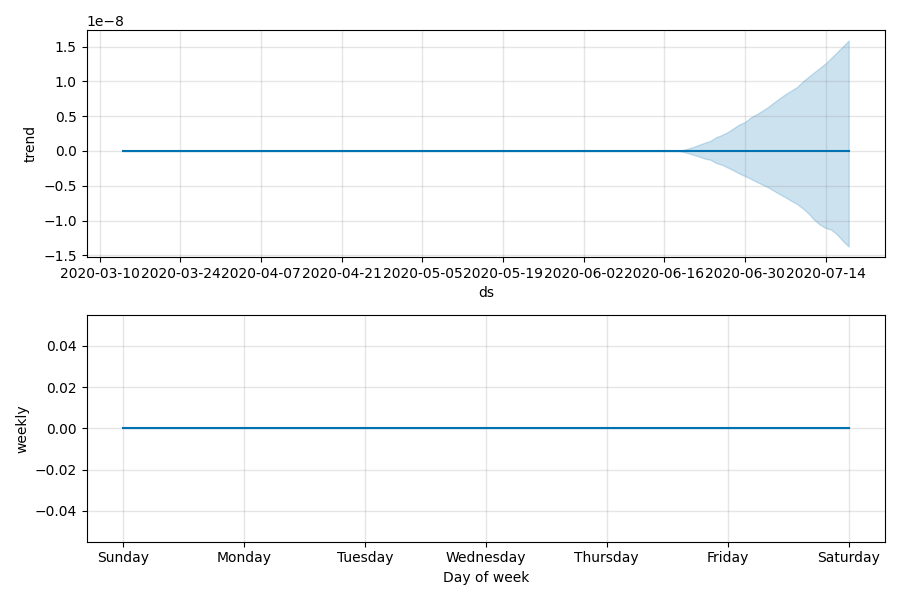 1e−8
1.5
1.0
0.5
0.0
−0.5
−1.0
−1.5
trend
2020-03-10 2020-03-24 2020-04-07 2020-04-21 2020-05-05 2020-05-19 2020-06-02 2020-06-16 2020-06-30 2020-07-14
ds
0.04
0.02
0.00
−0.02
−0.04
weekly
Sunday Monday Tuesday Wednesday Thursday Friday Saturday
Day of week